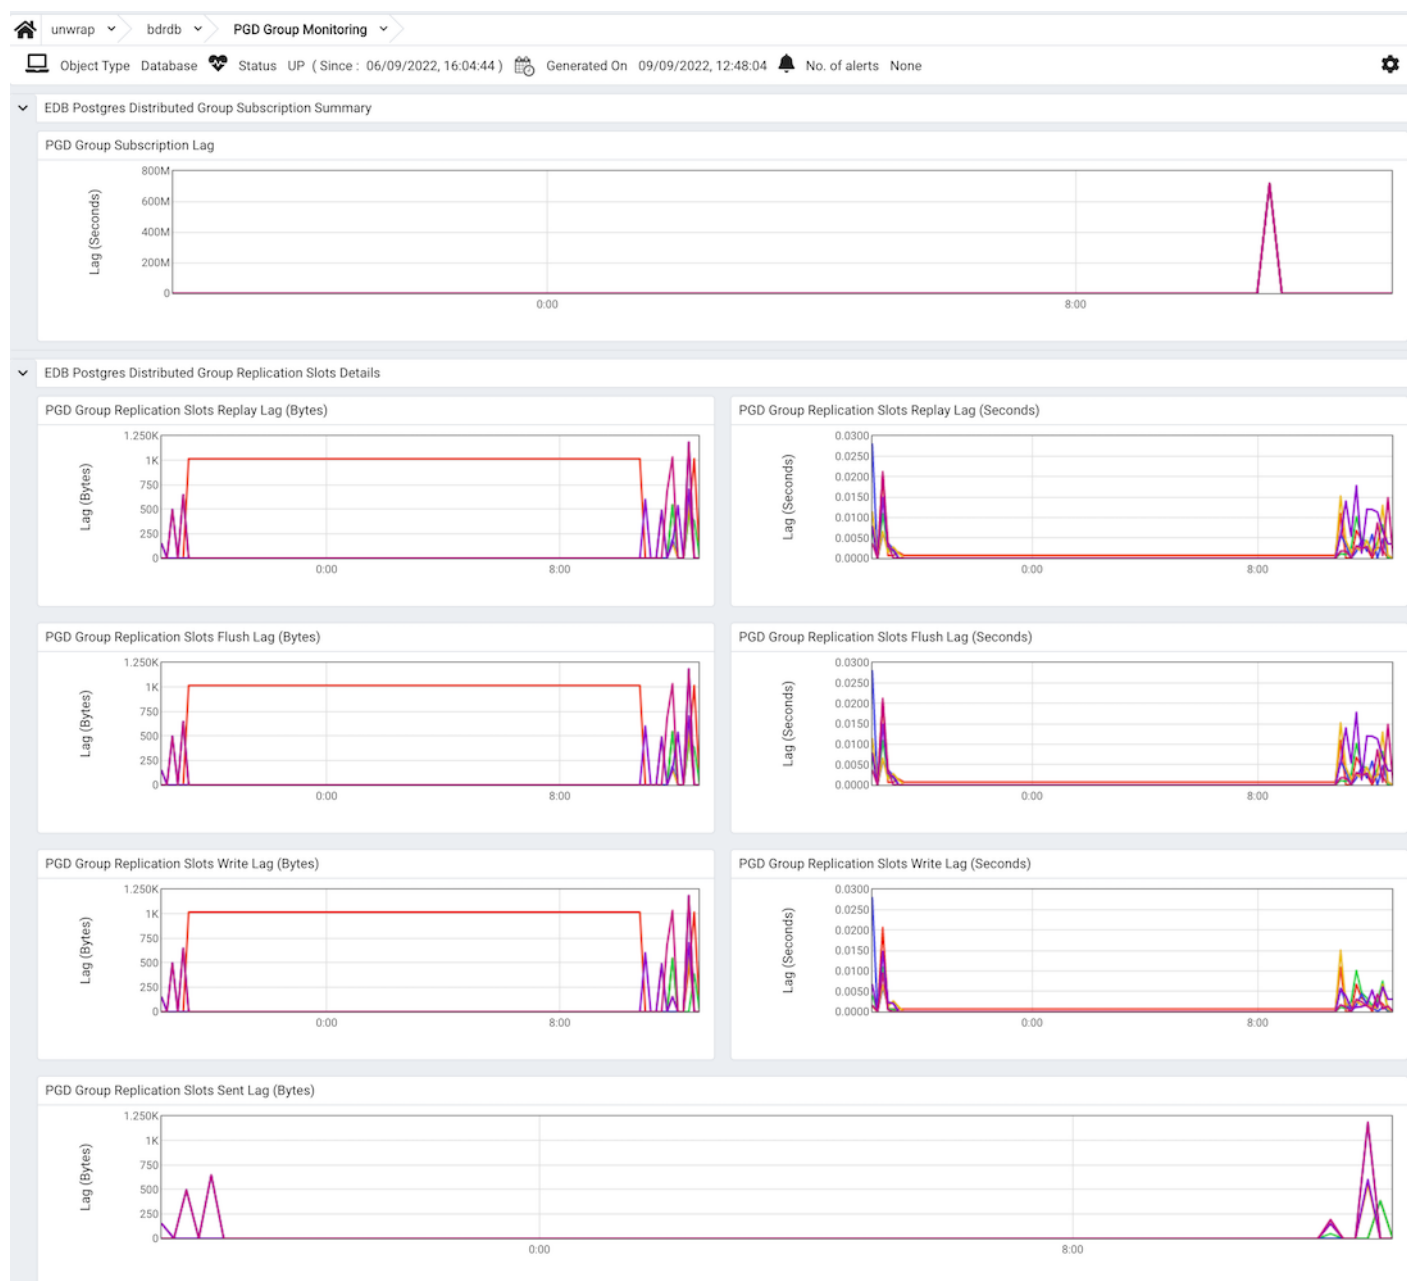 unwrap bdrdb PGD Group Monitoring
Object Type Database Status UP ( Since : 06/09/2022, 16:04:44 ) Generated On 09/09/2022, 12:48:04 No. of alerts None
EDB Postgres Distributed Group Subscription Summary
PGD Group Subscription Lag
Lag (Seconds)
800M
600M
400M
200M
0
0:00 8:00
EDB Postgres Distributed Group Replication Slots Details
PGD Group Replication Slots Replay Lag (Bytes)
Lag (Bytes)
1.250K
1K
750
500
250
0
0:00 8:00
PGD Group Replication Slots Replay Lag (Seconds)
Lag (Seconds)
0.0300
0.0250
0.0200
0.0150
0.0100
0.0050
0.0000
0:00 8:00
PGD Group Replication Slots Flush Lag (Bytes)
Lag (Bytes)
1.250K
1K
750
500
250
0
0:00 8:00
PGD Group Replication Slots Flush Lag (Seconds)
Lag (Seconds)
0.0300
0.0250
0.0200
0.0150
0.0100
0.0050
0.0000
0:00 8:00
PGD Group Replication Slots Write Lag (Bytes)
Lag (Bytes)
1.250K
1K
750
500
250
0
0:00 8:00
PGD Group Replication Slots Write Lag (Seconds)
Lag (Seconds)
0.0300
0.0250
0.0200
0.0150
0.0100
0.0050
0.0000
0:00 8:00
PGD Group Replication Slots Sent Lag (Bytes)
Lag (Bytes)
1.250K
1K
750
500
250
0
0:00 8:00